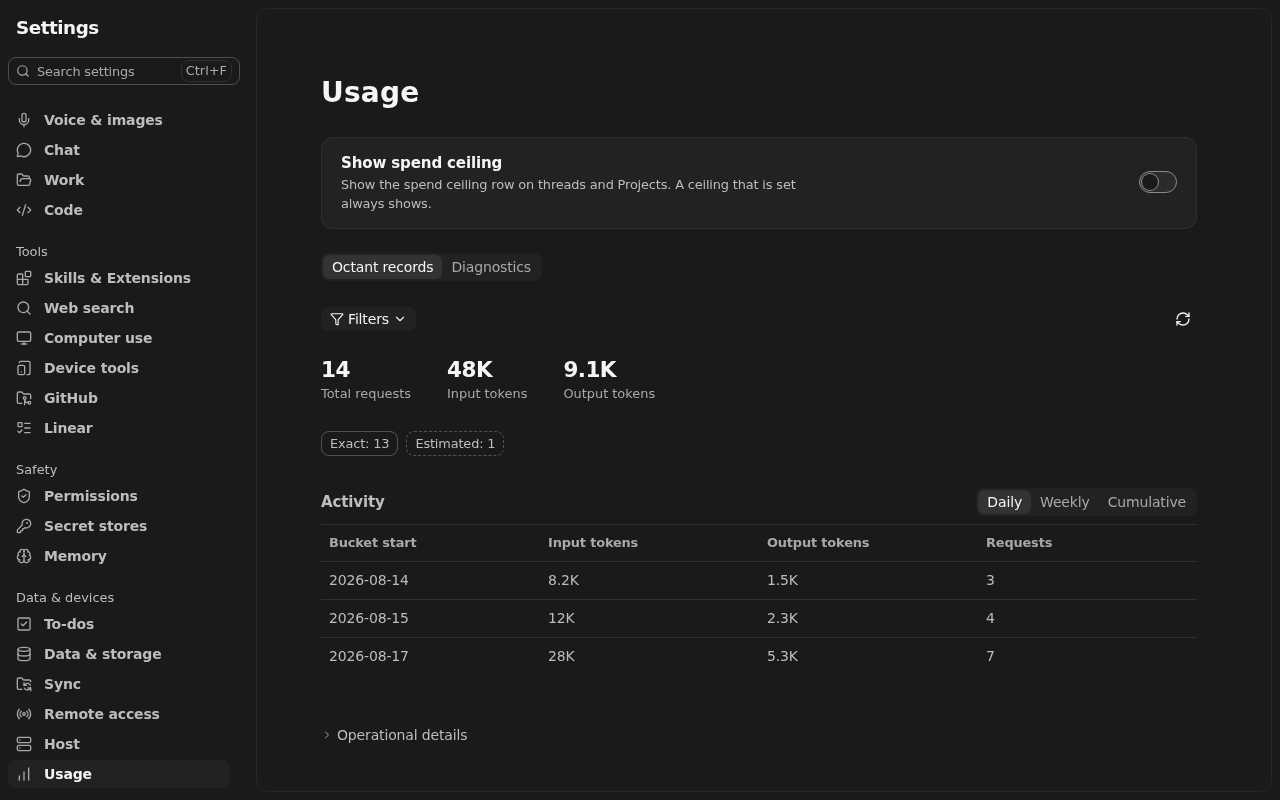 Settings
Search settings Ctrl+F
Voice & images
Chat
Work
Code
Tools
Skills & Extensions
Web search
Computer use
Device tools
GitHub
Linear
Safety
Permissions
Secret stores
Memory
Data & devices
To-dos
Data & storage
Sync
Remote access
Host
Usage
Usage
Show spend ceiling
Show the spend ceiling row on threads and Projects. A ceiling that is set
always shows.
Octant records Diagnostics
Filters
14 48K 9.1K
Total requests Input tokens Output tokens
Exact: 13 Estimated: 1
Activity Daily Weekly Cumulative
Bucket start Input tokens Output tokens Requests
2026-08-14 8.2K 1.5K 3
2026-08-15 12K 2.3K 4
2026-08-17 28K 5.3K 7
Operational details